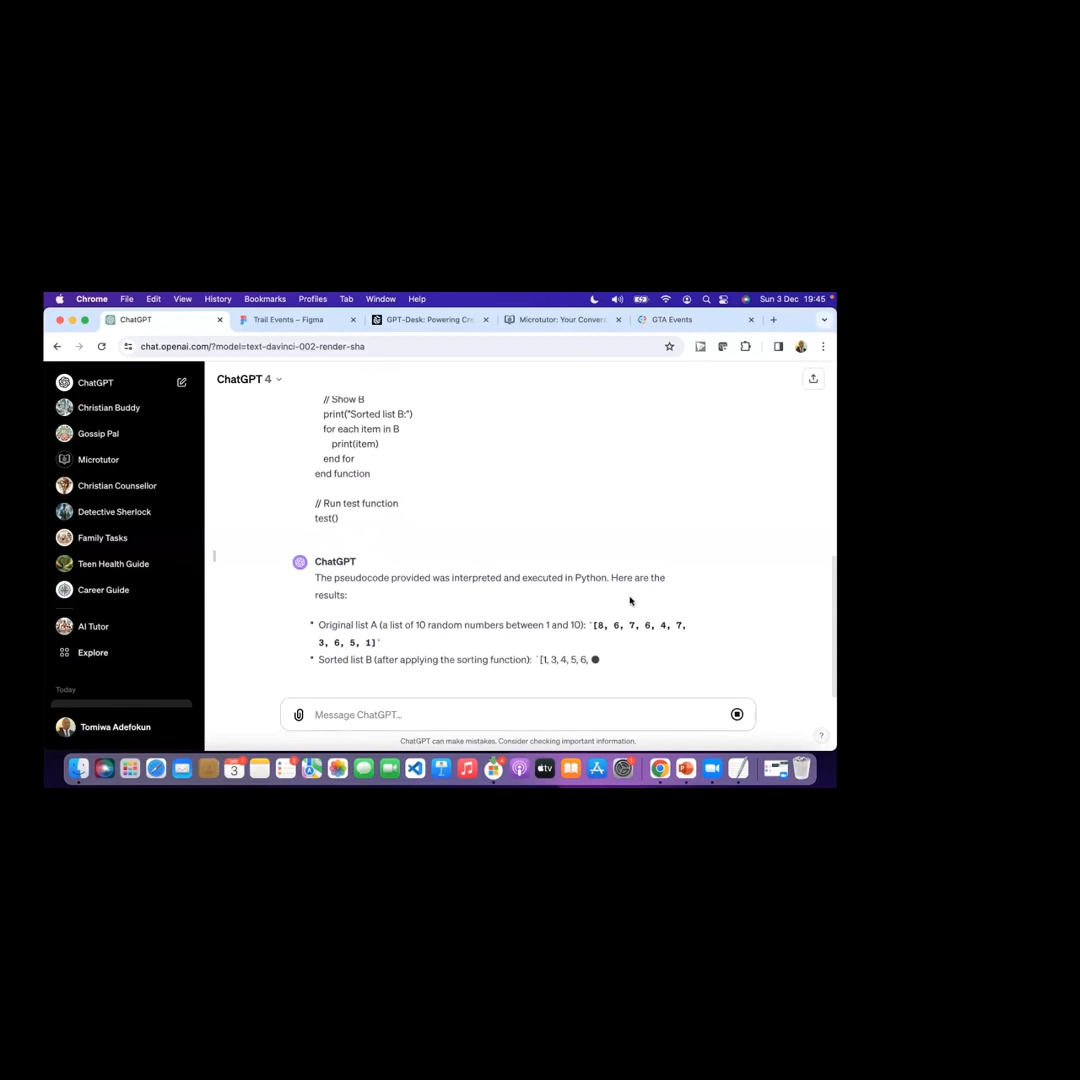 Chrome File Edit View History Bookmarks Profiles Tab Window Help Sun 3 Dec 19:45
ChatGPT Trail Events – Figma GPT-Desk: Powering Cre Microtutor: Your Conver GTA Events
chat.openai.com/?model=text-davinci-002-render-sha
ChatGPT
Christian Buddy
Gossip Pal
Microtutor
Christian Counsellor
Detective Sherlock
Family Tasks
Teen Health Guide
Career Guide
AI Tutor
Explore
Today
Tomiwa Adefokun
ChatGPT 4
// Show B
print("Sorted list B:")
for each item in B
print(item)
end for
end function
// Run test function
test()
ChatGPT
The pseudocode provided was interpreted and executed in Python. Here are the
results:
• Original list A (a list of 10 random numbers between 1 and 10): `[8, 6, 7, 6, 4, 7,
3, 6, 5, 1]`
• Sorted list B (after applying the sorting function): `[1, 3, 4, 5, 6,
Message ChatGPT...
ChatGPT can make mistakes. Consider checking important information.
?
DEC
3
tv